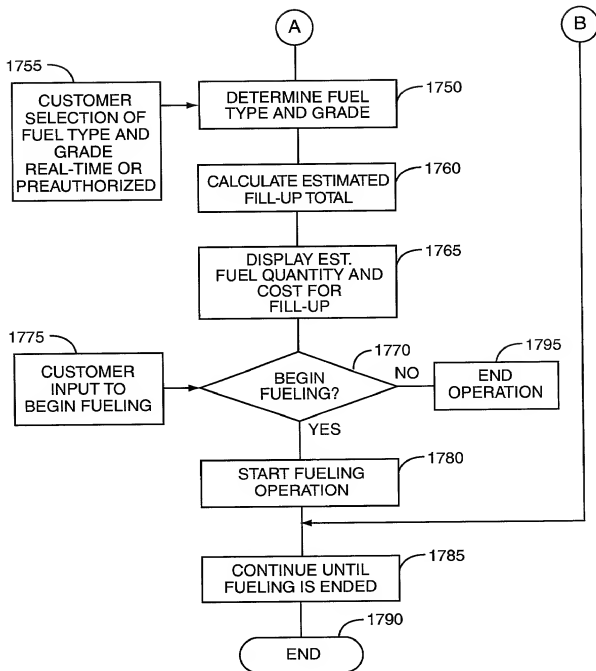 A
B
1755
CUSTOMER
SELECTION OF
FUEL TYPE AND
GRADE
REAL-TIME OR
PREAUTHORIZED
DETERMINE FUEL
TYPE AND GRADE
1750
CALCULATE ESTIMATED
FILL-UP TOTAL
1760
DISPLAY EST.
FUEL QUANTITY AND
COST FOR
FILL-UP
1765
1775
CUSTOMER
INPUT TO
BEGIN FUELING
BEGIN
FUELING?
1770
NO
1795
END
OPERATION
YES
START FUELING
OPERATION
1780
CONTINUE UNTIL
FUELING IS ENDED
1785
END
1790